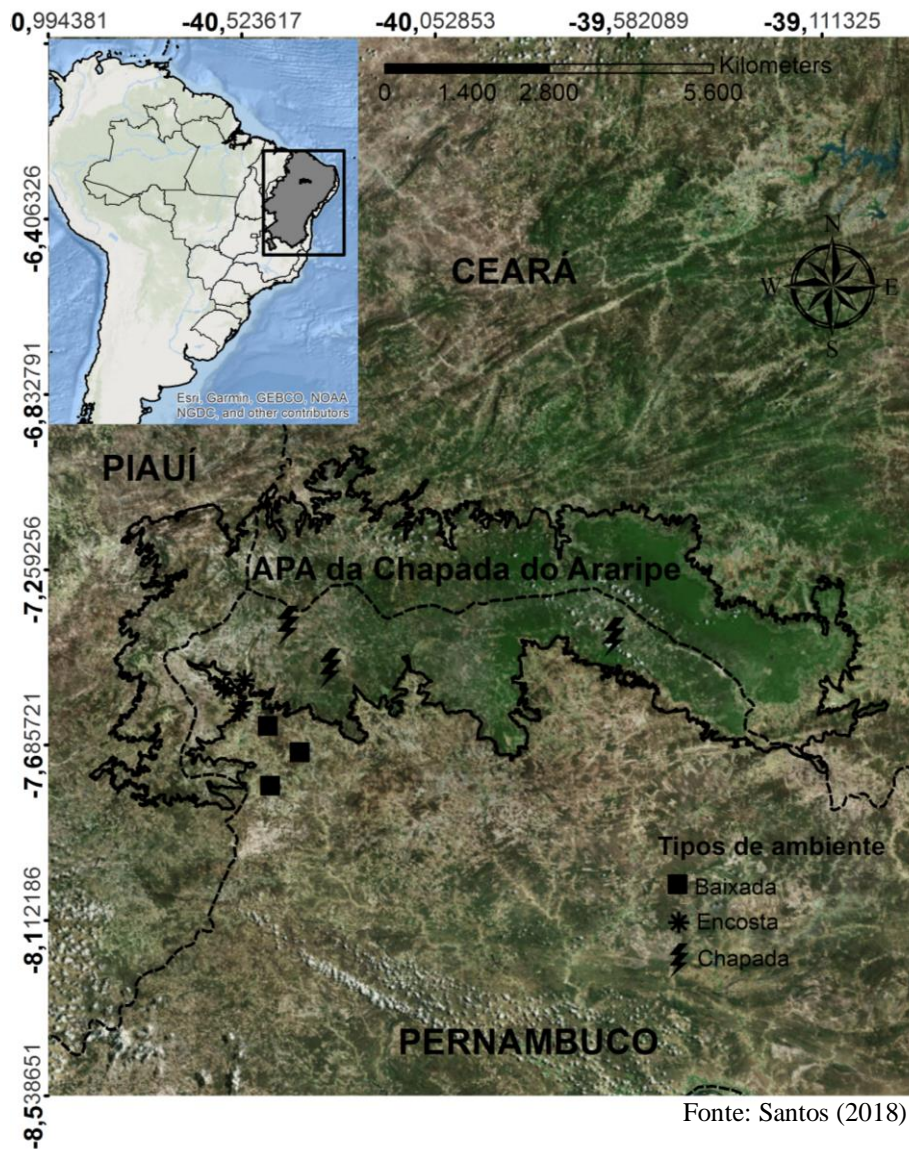 0,994381 -40,523617 -40,052853 -39,582089 -39,111325
Kilometers
0 1.400 2.800 5.600
-6,406326
N
W E
S
CEARÁ
-6,832791
Esri, Garmin, GEBCO, NOAA
NGDC, and other contributors
PIAUÍ
-7,259256
APA da Chapada do Araripe
-7,685721
Tipos de ambiente
Baixada
Encosta
Chapada
-8,112186
PERNAMBUCO
-8,538651
Fonte: Santos (2018)